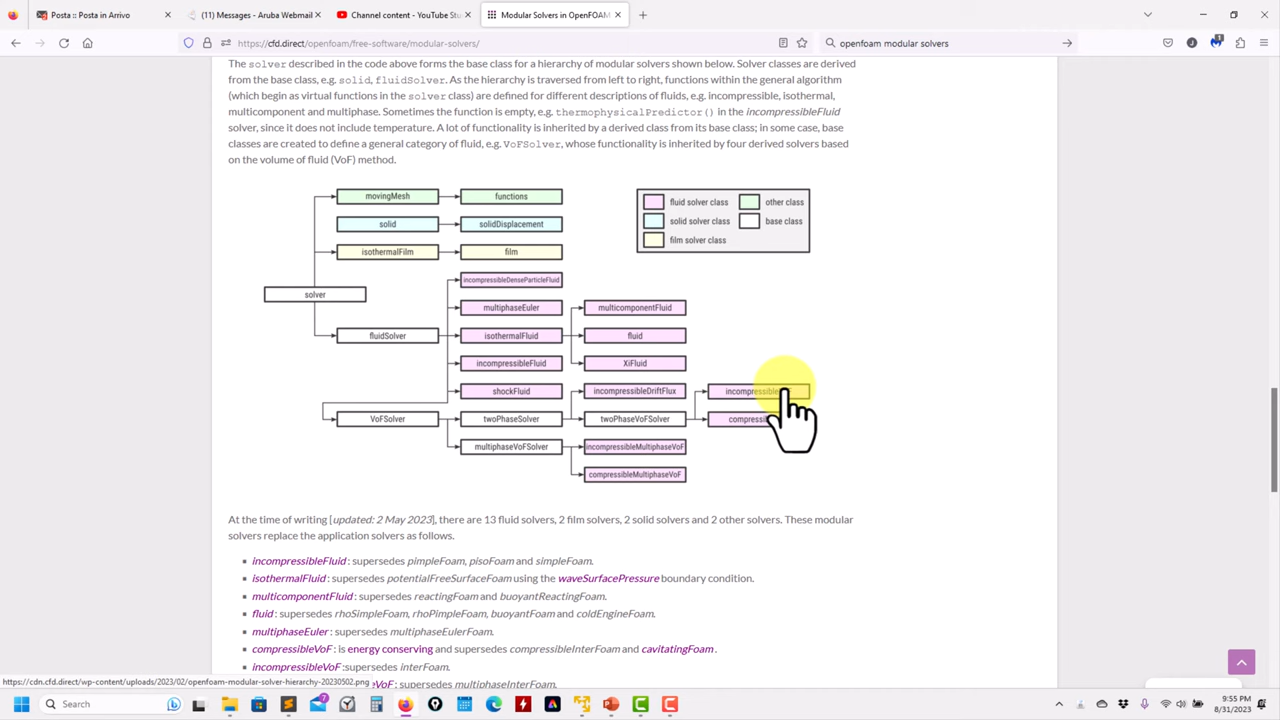 Posta :: Posta in Arrivo
(11) Messages - Aruba Webmail
Channel content - YouTube Stu
Modular Solvers in OpenFOAM
https://cfd.direct/openfoam/free-software/modular-solvers/
openfoam modular solvers
The solver described in the code above forms the base class for a hierarchy of modular solvers shown below. Solver classes are derived
from the base class, e.g. solid, fluidSolver. As the hierarchy is traversed from left to right, functions within the general algorithm
(which begin as virtual functions in the solver class) are defined for different descriptions of fluids, e.g. incompressible, isothermal,
multicomponent and multiphase. Sometimes the function is empty, e.g. thermophysicalPredictor() in the incompressibleFluid
solver, since it does not include temperature. A lot of functionality is inherited by a derived class from its base class; in some case, base
classes are created to define a general category of fluid, e.g. VoFSolver, whose functionality is inherited by four derived solvers based
on the volume of fluid (VoF) method.
movingMesh functions
solid solidDisplacement
isothermalFilm film
fluid solver class other class
solid solver class base class
film solver class
incompressibleDenseParticleFluid
solver
multiphaseEuler multicomponentFluid
fluidSolver isothermalFluid fluid
incompressibleFluid XiFluid
shockFluid incompressibleDriftFlux incompressible
VoFSolver twoPhaseSolver twoPhaseVoFSolver compressib
multiphaseVoFSolver incompressibleMultiphaseVoF
compressibleMultiphaseVoF
At the time of writing [updated: 2 May 2023], there are 13 fluid solvers, 2 film solvers, 2 solid solvers and 2 other solvers. These modular
solvers replace the application solvers as follows.
incompressibleFluid : supersedes pimpleFoam, pisoFoam and simpleFoam.
isothermalFluid : supersedes potentialFreeSurfaceFoam using the waveSurfacePressure boundary condition.
multicomponentFluid : supersedes reactingFoam and buoyantReactingFoam.
fluid : supersedes rhoSimpleFoam, rhoPimpleFoam, buoyantFoam and coldEngineFoam.
multiphaseEuler : supersedes multiphaseEulerFoam.
compressibleVoF : is energy conserving and supersedes compressibleInterFoam and cavitatingFoam .
incompressibleVoF :supersedes interFoam.
eVoF : supersedes multiphaseInterFoam.
https://cdn.cfd.direct/wp-content/uploads/2023/02/openfoam-modular-solver-hierarchy-20230502.png
Search
7
9:55 PM
8/31/2023